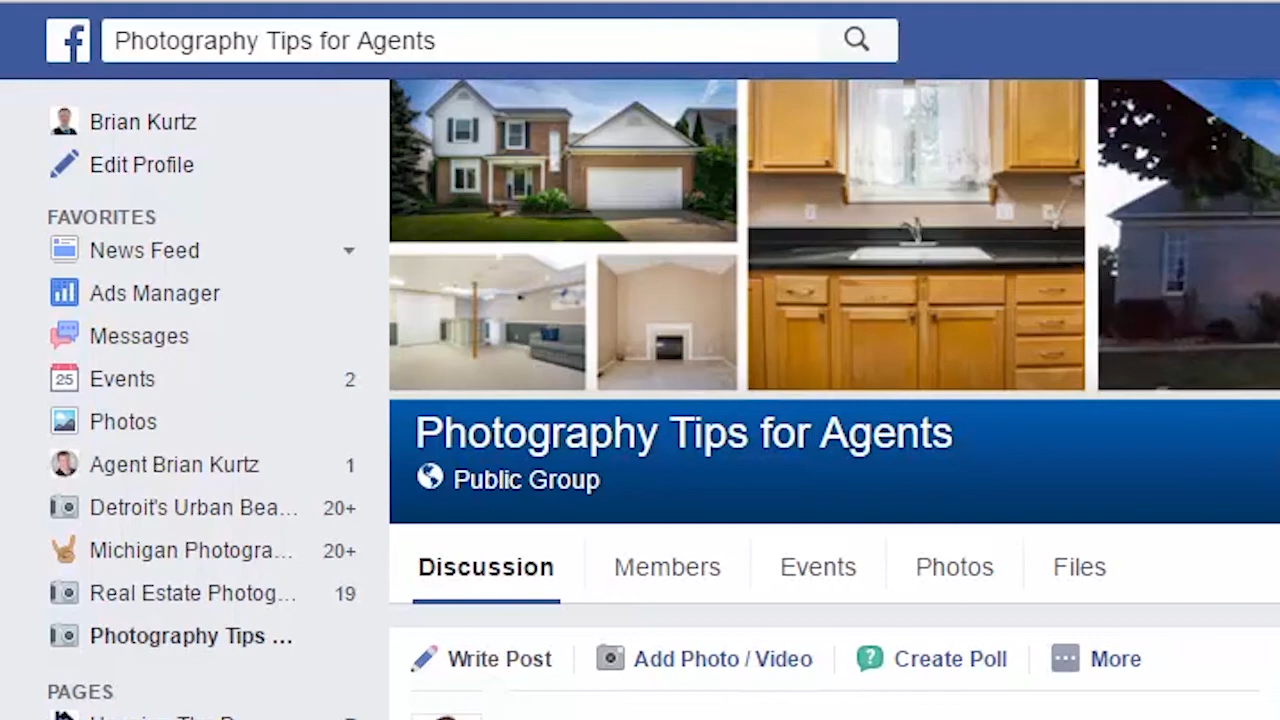 Photography Tips for Agents
Brian Kurtz
Edit Profile
FAVORITES
News Feed
Ads Manager
Messages
25 Events 2
Photos
Agent Brian Kurtz 1
Detroit's Urban Bea... 20+
Michigan Photogra... 20+
Real Estate Photog... 19
Photography Tips ...
PAGES
Photography Tips for Agents
Public Group
Discussion Members Events Photos Files
Write Post Add Photo / Video Create Poll More